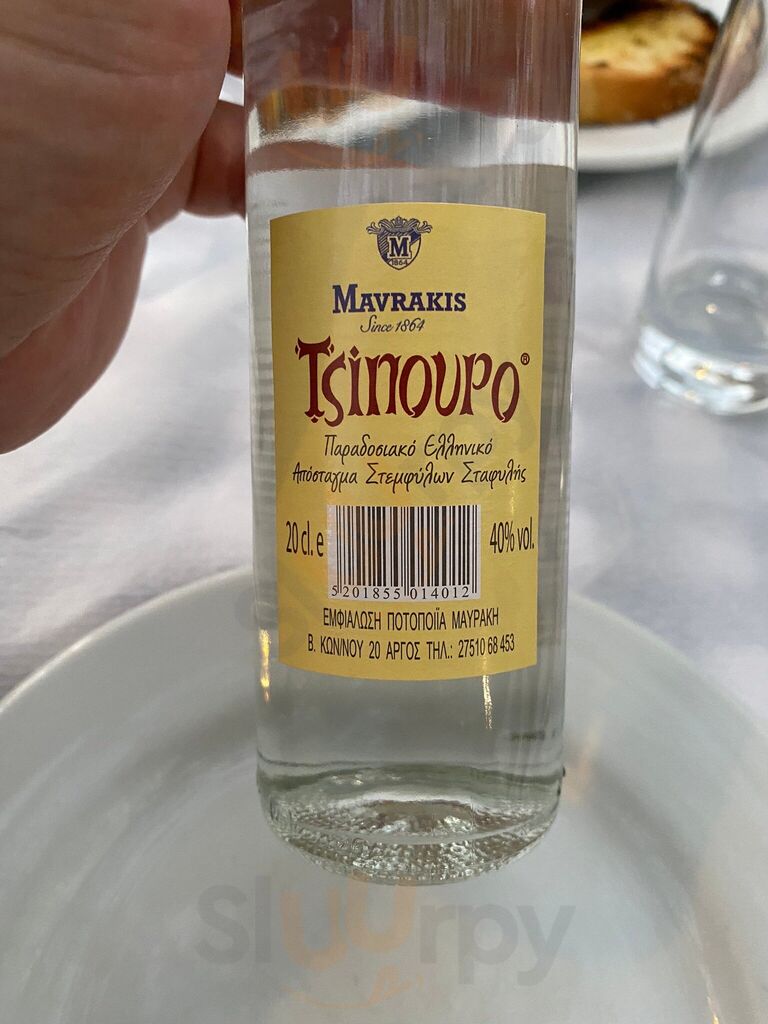 M
1864
MAVRAKIS
Since 1864
Τσίπουρο®
Παραδοσιακό Ελληνικό
Απόσταγμα Στεμφύλων Σταφυλής
20 cl. e
40% vol.
5 201855 014012
ΕΜΦΙΑΛΩΣΗ ΠΟΤΟΠΟΙΪΑ ΜΑΥΡΑΚΗ
Β. ΚΩΝ/ΝΟΥ 20 ΑΡΓΟΣ ΤΗΛ.: 27510 68 453
Sluurpy